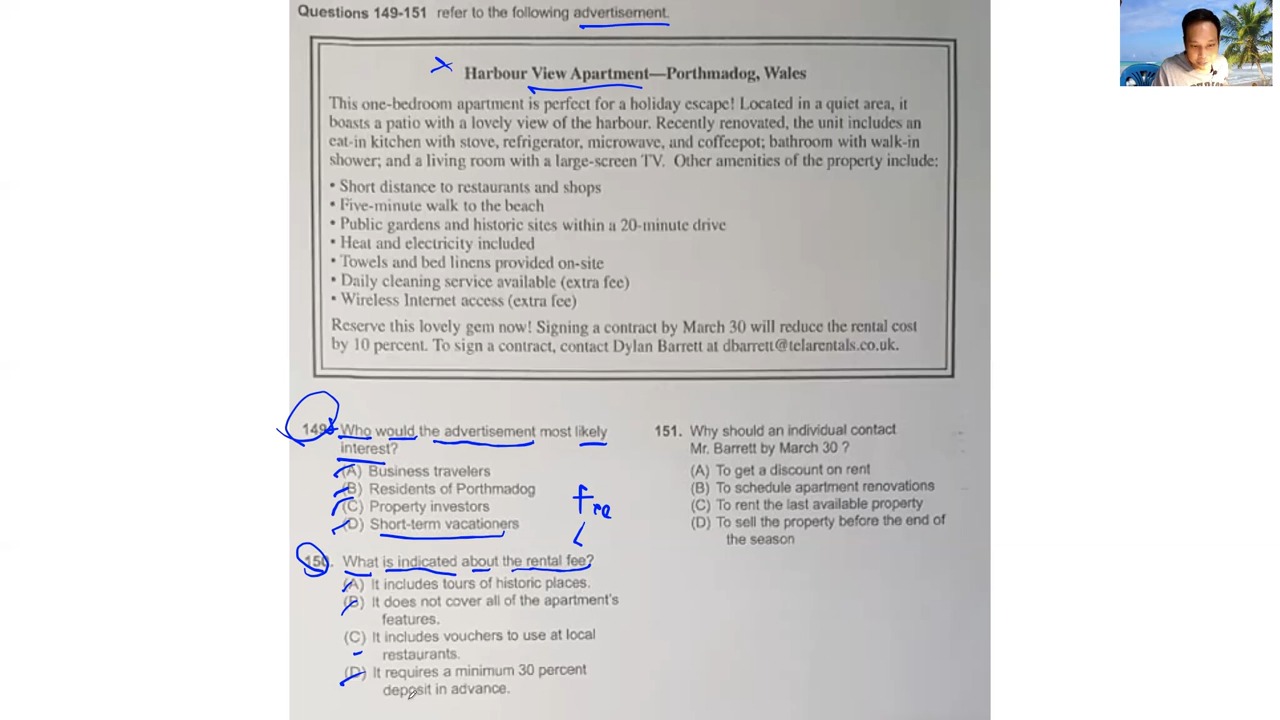 Questions 149-151 refer to the following advertisement.
Harbour View Apartment—Porthmadog, Wales
This one-bedroom apartment is perfect for a holiday escape! Located in a quiet area, it
boasts a patio with a lovely view of the harbour. Recently renovated, the unit includes an
eat-in kitchen with stove, refrigerator, microwave, and coffeepot; bathroom with walk-in
shower; and a living room with a large-screen TV. Other amenities of the property include:
• Short distance to restaurants and shops
• Five-minute walk to the beach
• Public gardens and historic sites within a 20-minute drive
• Heat and electricity included
• Towels and bed linens provided on-site
• Daily cleaning service available (extra fee)
• Wireless Internet access (extra fee)
Reserve this lovely gem now! Signing a contract by March 30 will reduce the rental cost
by 10 percent. To sign a contract, contact Dylan Barrett at dbarrett@telarentals.co.uk.
149. Who would the advertisement most likely
interest?
(A) Business travelers
(B) Residents of Porthmadog
(C) Property investors
(D) Short-term vacationers
150. What is indicated about the rental fee?
(A) It includes tours of historic places.
(B) It does not cover all of the apartment's
features.
(C) It includes vouchers to use at local
restaurants.
(D) It requires a minimum 30 percent
deposit in advance.
151. Why should an individual contact
Mr. Barrett by March 30 ?
(A) To get a discount on rent
(B) To schedule apartment renovations
(C) To rent the last available property
(D) To sell the property before the end of
the season